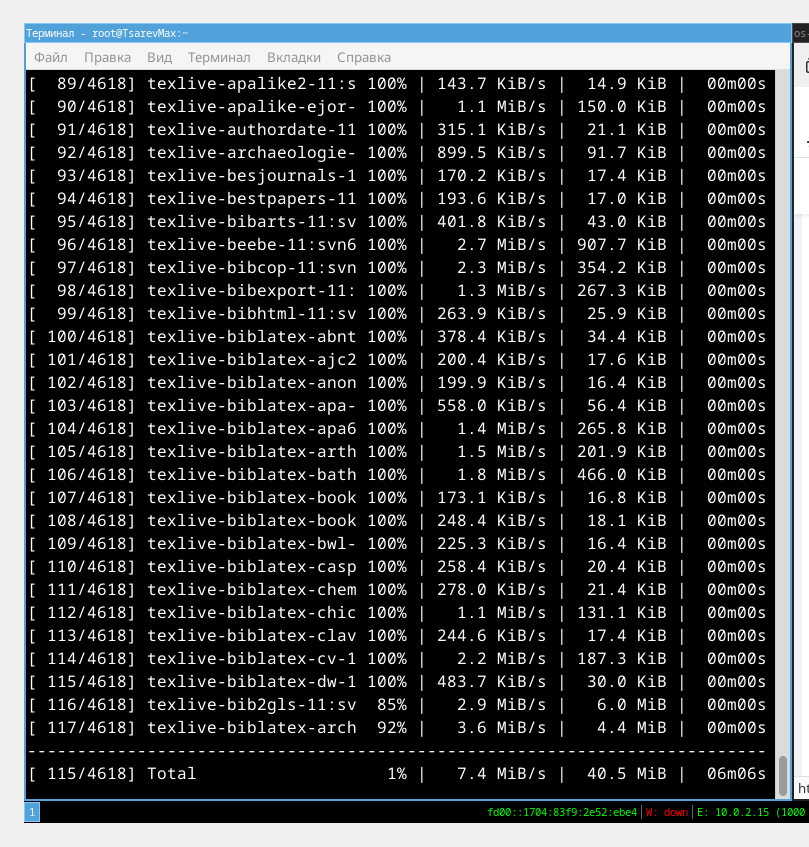 Терминал - root@TsarevMax:~
os-
Файл Правка Вид Терминал Вкладки Справка
[  89/4618] texlive-apalike2-11:s 100% | 143.7 KiB/s |  14.9 KiB |  00m00s
[  90/4618] texlive-apalike-ejor- 100% |   1.1 MiB/s | 150.0 KiB |  00m00s
[  91/4618] texlive-authordate-11 100% | 315.1 KiB/s |  21.1 KiB |  00m00s
[  92/4618] texlive-archaeologie- 100% | 899.5 KiB/s |  91.7 KiB |  00m00s
[  93/4618] texlive-besjournals-1 100% | 170.2 KiB/s |  17.4 KiB |  00m00s
[  94/4618] texlive-bestpapers-11 100% | 193.6 KiB/s |  17.0 KiB |  00m00s
[  95/4618] texlive-bibarts-11:sv 100% | 401.8 KiB/s |  43.0 KiB |  00m00s
[  96/4618] texlive-beebe-11:svn6 100% |   2.7 MiB/s | 907.7 KiB |  00m00s
[  97/4618] texlive-bibcop-11:svn 100% |   2.3 MiB/s | 354.2 KiB |  00m00s
[  98/4618] texlive-bibexport-11: 100% |   1.3 MiB/s | 267.3 KiB |  00m00s
[  99/4618] texlive-bibhtml-11:sv 100% | 263.9 KiB/s |  25.9 KiB |  00m00s
[ 100/4618] texlive-biblatex-abnt 100% | 378.4 KiB/s |  34.4 KiB |  00m00s
[ 101/4618] texlive-biblatex-ajc2 100% | 200.4 KiB/s |  17.6 KiB |  00m00s
[ 102/4618] texlive-biblatex-anon 100% | 199.9 KiB/s |  16.4 KiB |  00m00s
[ 103/4618] texlive-biblatex-apa- 100% | 558.0 KiB/s |  56.4 KiB |  00m00s
[ 104/4618] texlive-biblatex-apa6 100% |   1.4 MiB/s | 265.8 KiB |  00m00s
[ 105/4618] texlive-biblatex-arth 100% |   1.5 MiB/s | 201.9 KiB |  00m00s
[ 106/4618] texlive-biblatex-bath 100% |   1.8 MiB/s | 466.0 KiB |  00m00s
[ 107/4618] texlive-biblatex-book 100% | 173.1 KiB/s |  16.8 KiB |  00m00s
[ 108/4618] texlive-biblatex-book 100% | 248.4 KiB/s |  18.1 KiB |  00m00s
[ 109/4618] texlive-biblatex-bwl- 100% | 225.3 KiB/s |  16.4 KiB |  00m00s
[ 110/4618] texlive-biblatex-casp 100% | 258.4 KiB/s |  20.4 KiB |  00m00s
[ 111/4618] texlive-biblatex-chem 100% | 278.0 KiB/s |  21.4 KiB |  00m00s
[ 112/4618] texlive-biblatex-chic 100% |   1.1 MiB/s | 131.1 KiB |  00m00s
[ 113/4618] texlive-biblatex-clav 100% | 244.6 KiB/s |  17.4 KiB |  00m00s
[ 114/4618] texlive-biblatex-cv-1 100% |   2.2 MiB/s | 187.3 KiB |  00m00s
[ 115/4618] texlive-biblatex-dw-1 100% | 483.7 KiB/s |  30.0 KiB |  00m00s
[ 116/4618] texlive-bib2gls-11:sv  85% |   2.9 MiB/s |   6.0 MiB |  00m00s
[ 117/4618] texlive-biblatex-arch  92% |   3.6 MiB/s |   4.4 MiB |  00m00s
--------------------------------------------------------------------------
[ 115/4618] Total                   1% |   7.4 MiB/s |  40.5 MiB |  06m06s
ht
1 fd00::1704:83f9:2e52:ebe4|W: down|E: 10.0.2.15 (1000